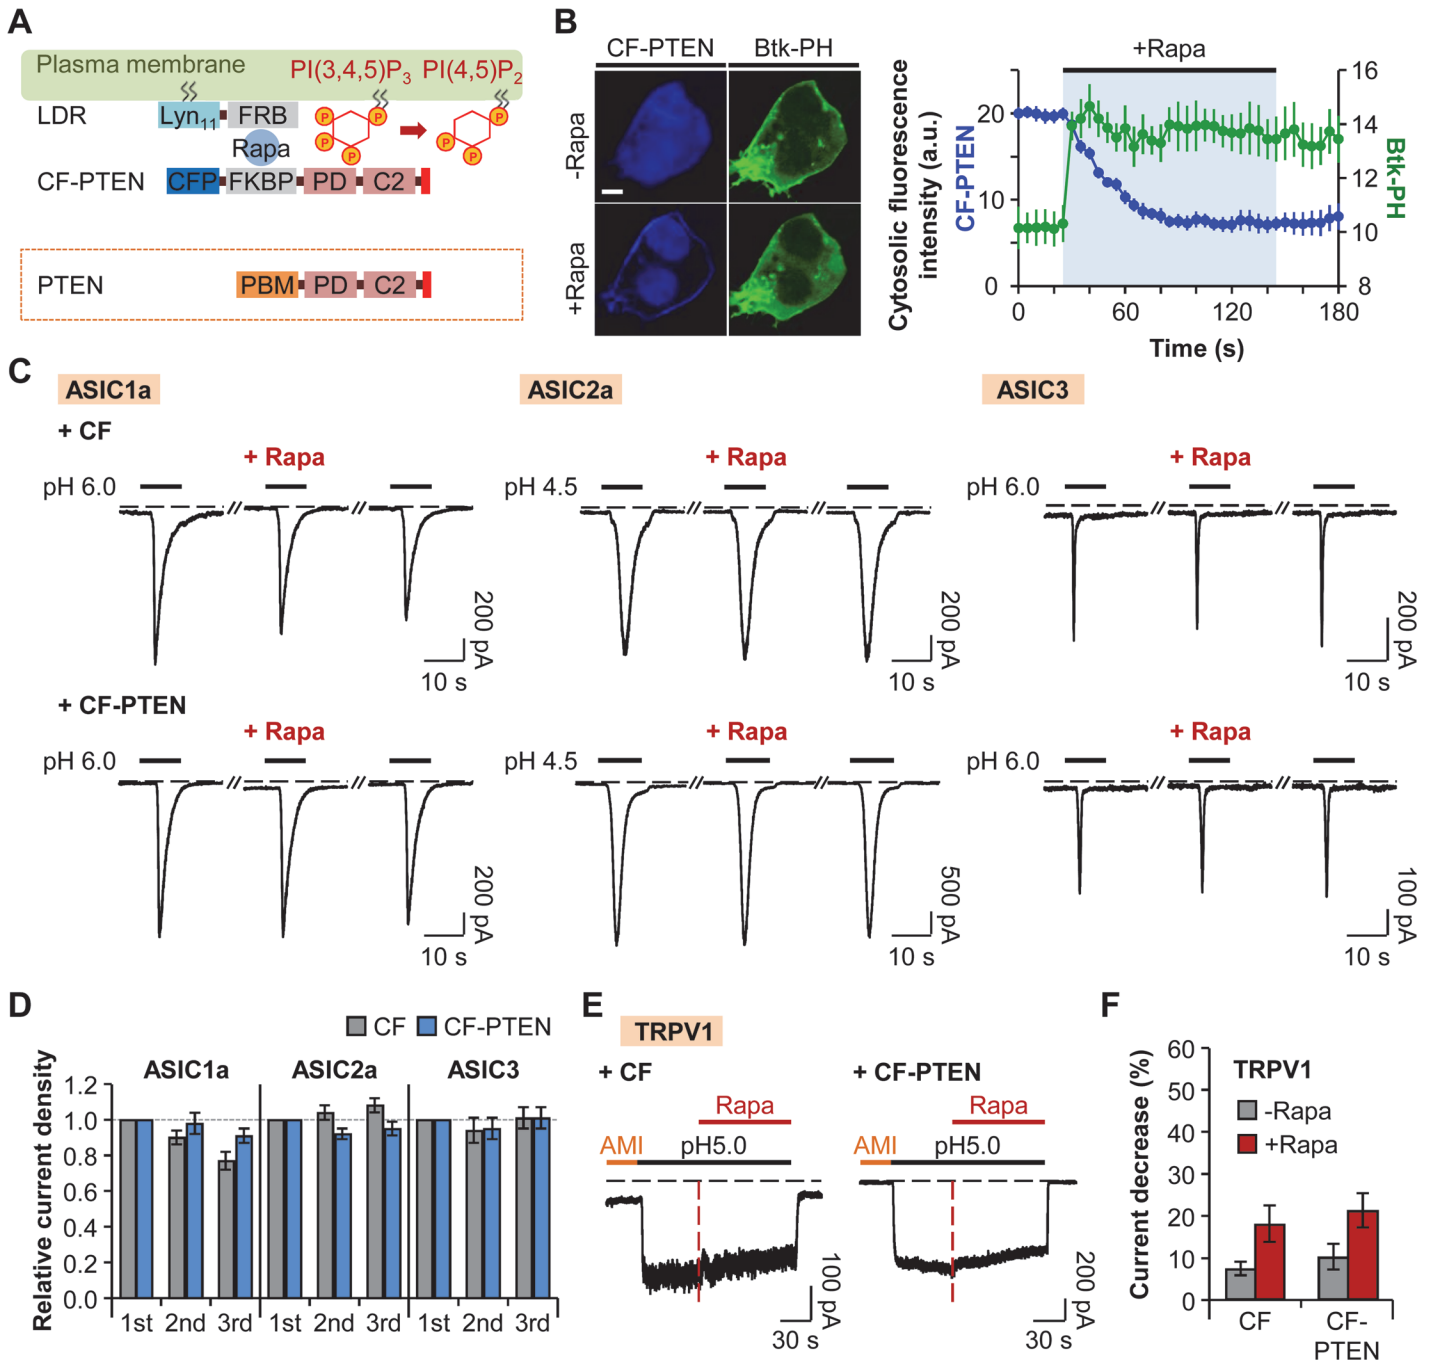 A
Plasma membrane
PI(3,4,5)P3 PI(4,5)P2
LDR
Lyn11 FRB
P P P P P P
Rapa
CF-PTEN
CFP FKBP PD C2
PTEN
PBM PD C2
B
CF-PTEN Btk-PH
-Rapa
+Rapa
+Rapa
Cytosolic fluorescence
intensity (a.u.)
CF-PTEN
20
10
0
16
14
12
10
8
Btk-PH
0 60 120 180
Time (s)
C
ASIC1a ASIC2a ASIC3
+ CF
+ Rapa + Rapa + Rapa
pH 6.0 pH 4.5 pH 6.0
200 pA 200 pA 200 pA
10 s 10 s 10 s
+ CF-PTEN
+ Rapa + Rapa + Rapa
pH 6.0 pH 4.5 pH 6.0
200 pA 500 pA 100 pA
10 s 10 s 10 s
D
CF CF-PTEN
ASIC1a ASIC2a ASIC3
Relative current density
1.2
1.0
0.8
0.6
0.4
0.2
0.0
1st 2nd 3rd 1st 2nd 3rd 1st 2nd 3rd
E
TRPV1
+ CF + CF-PTEN
Rapa Rapa
AMI pH5.0 AMI pH5.0
100 pA 200 pA
30 s 30 s
F
Current decrease (%)
60
50
40
30
20
10
0
TRPV1
-Rapa
+Rapa
CF CF-
PTEN